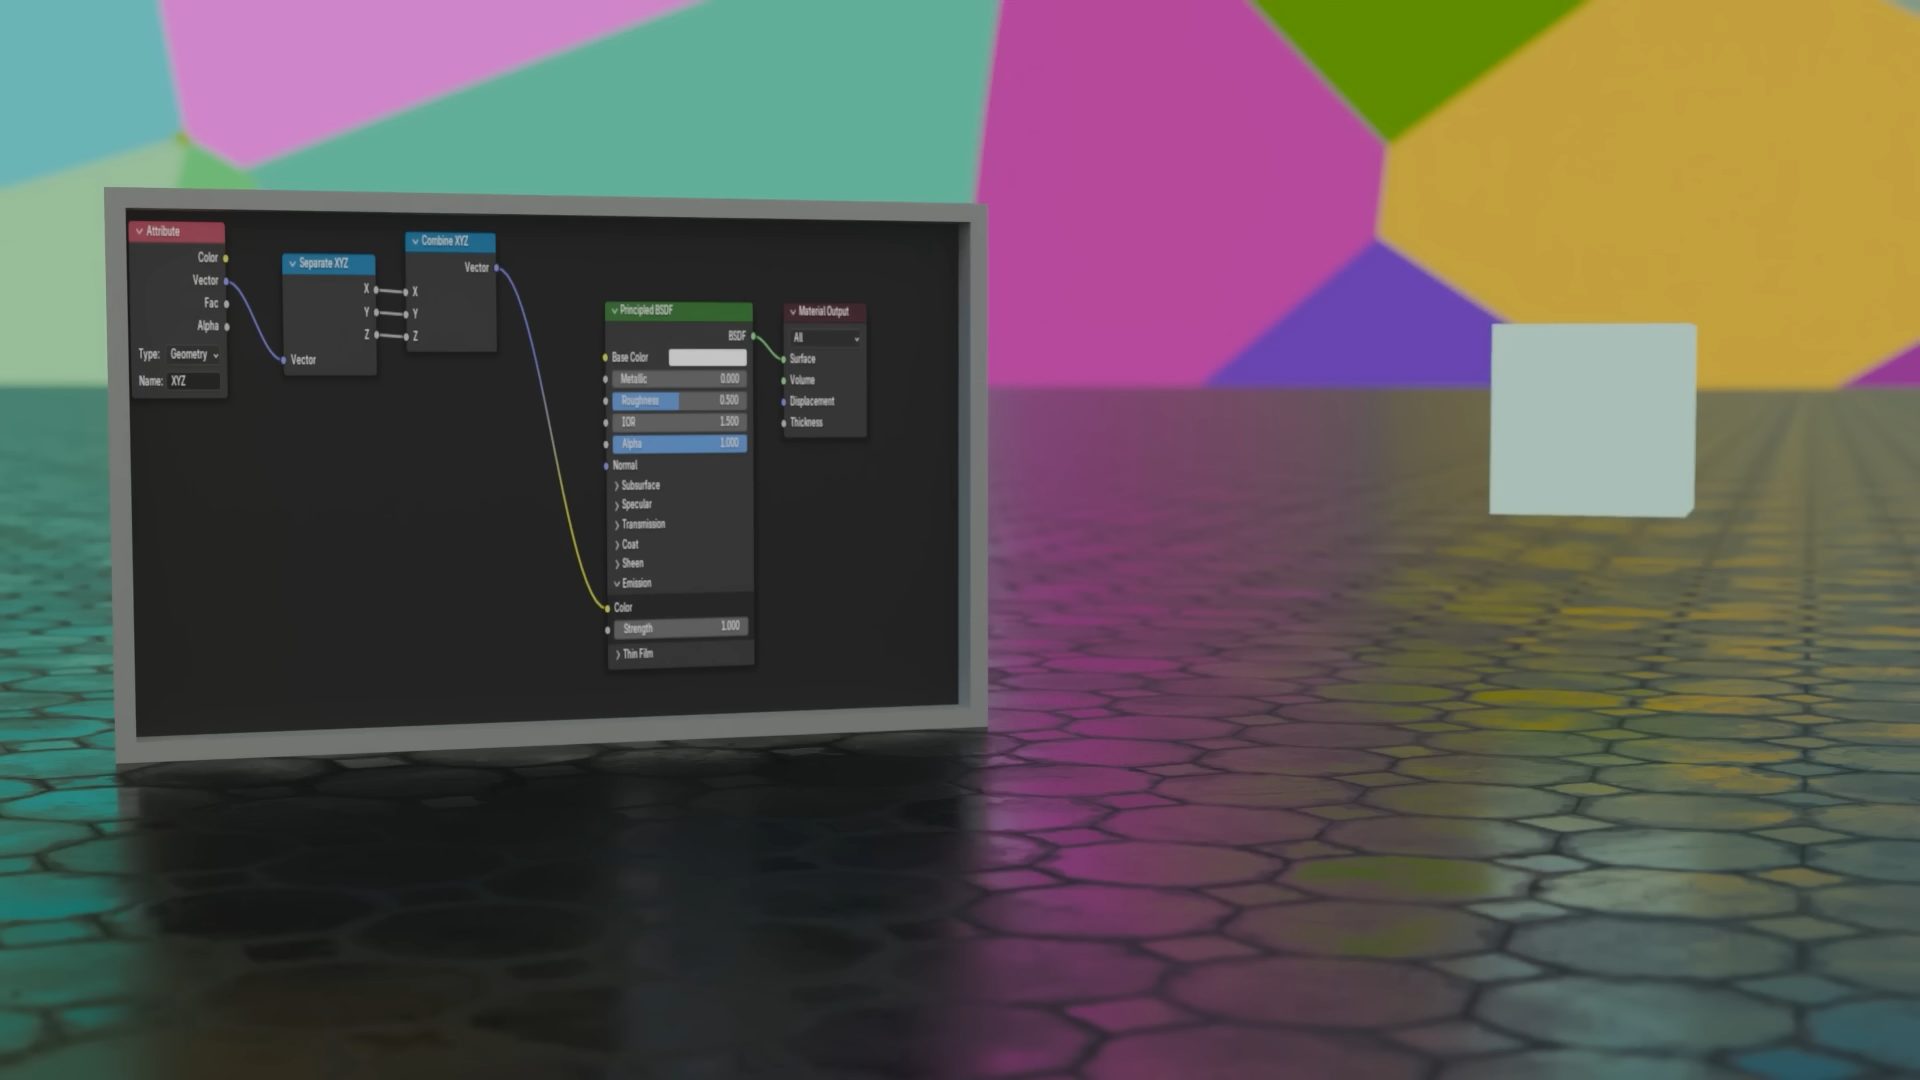 Attribute
Color
Vector
Fac
Alpha
Type: Geometry
Name: XYZ
Separate XYZ
X
Y
Z
Vector
Combine XYZ
Vector
X
Y
Z
Principled BSDF
BSDF
Base Color
Metallic 0.000
Roughness 0.500
IOR 1.500
Alpha 1.000
Normal
Subsurface
Specular
Transmission
Coat
Sheen
Emission
Color
Strength 1.000
Thin Film
Material Output
All
Surface
Volume
Displacement
Thickness